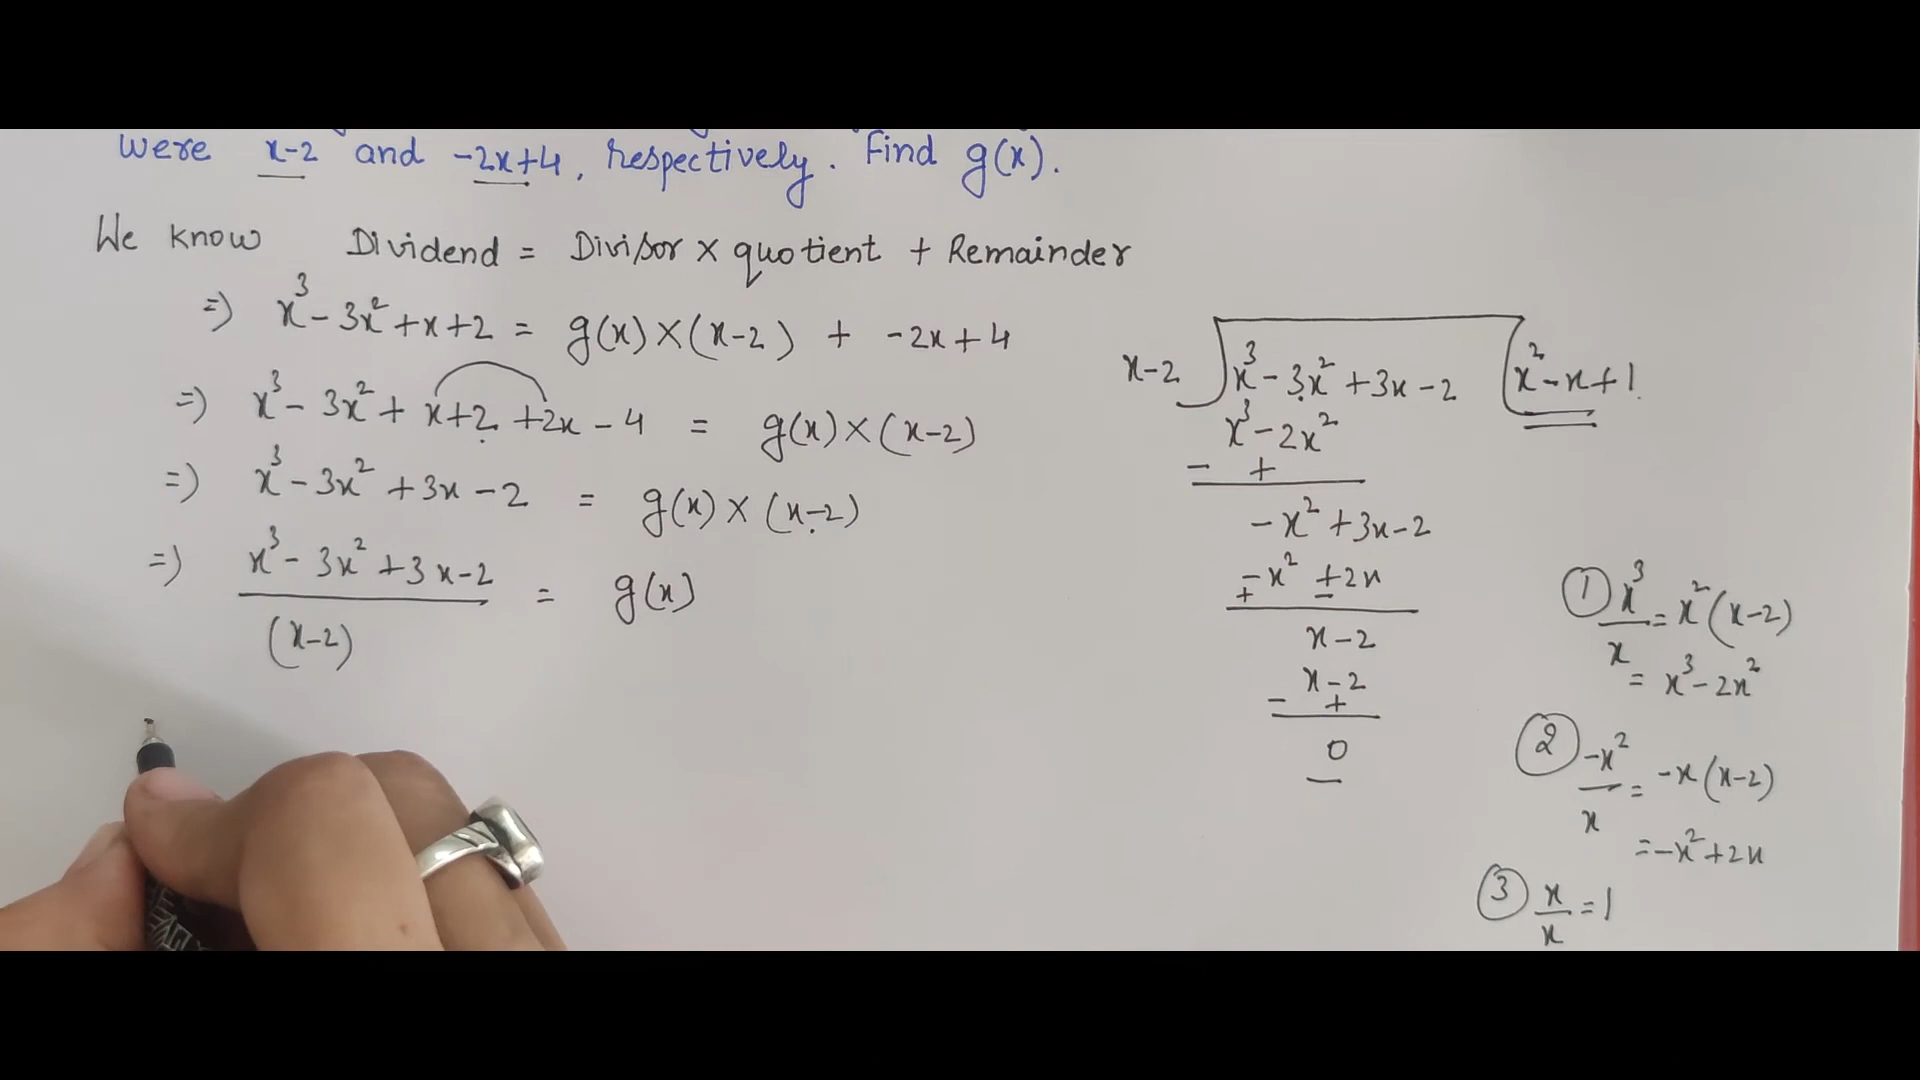 were x-2 and -2x+4, respectively. Find g(x).
We know Dividend = Divisor × quotient + Remainder
=) x³ - 3x² + x + 2 = g(x) × (x-2) + -2x + 4
=) x³ - 3x² + x + 2 + 2x - 4 = g(x) × (x-2)
=) x³ - 3x² + 3x - 2 = g(x) × (x-2)
=) x³ - 3x² + 3x - 2 = g(x)
(x-2)
x-2 x³ - 3x² + 3x - 2 x² - x + 1
x³ - 2x²
- +
-x² + 3x - 2
-x² + 2x
+ -
x - 2
x - 2
- +
0
① x³
x = x² (x-2)
= x³ - 2x²
② -x²
x = -x (x-2)
= -x² + 2x
③ x
x = 1